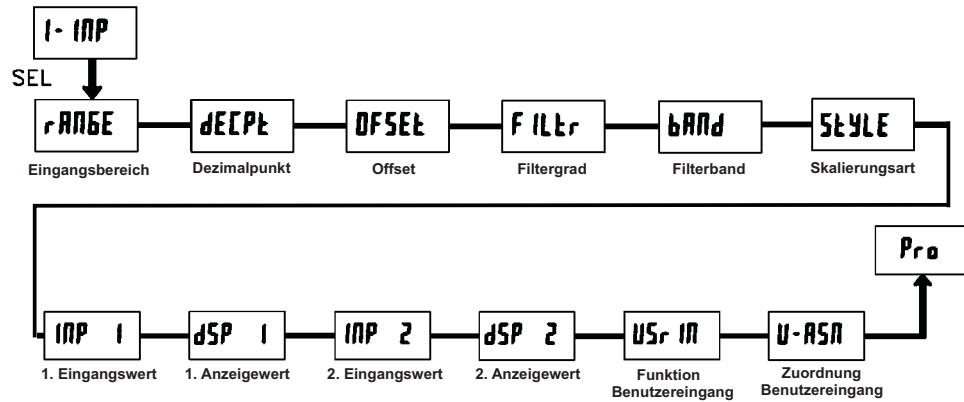 1-INP
SEL
rANGE
dECPt
OFSEt
FILtr
bANd
StYLE
Eingangsbereich
Dezimalpunkt
Offset
Filtergrad
Filterband
Skalierungsart
Pro
INP 1
dSP 1
INP 2
dSP 2
USr IN
U-ASN
1. Eingangswert
1. Anzeigewert
2. Eingangswert
2. Anzeigewert
Funktion
Benutzereingang
Zuordnung
Benutzereingang